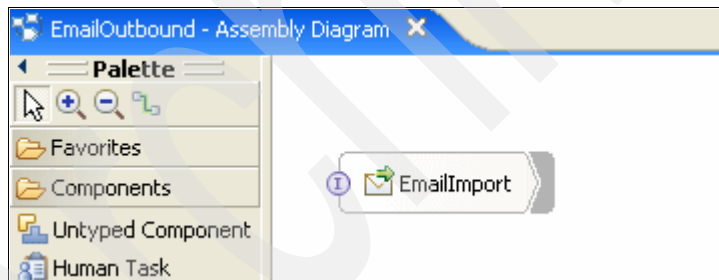 EmailOutbound - Assembly Diagram
Palette
Favorites
Components
I EmailImport
Untyped Component
Human Task